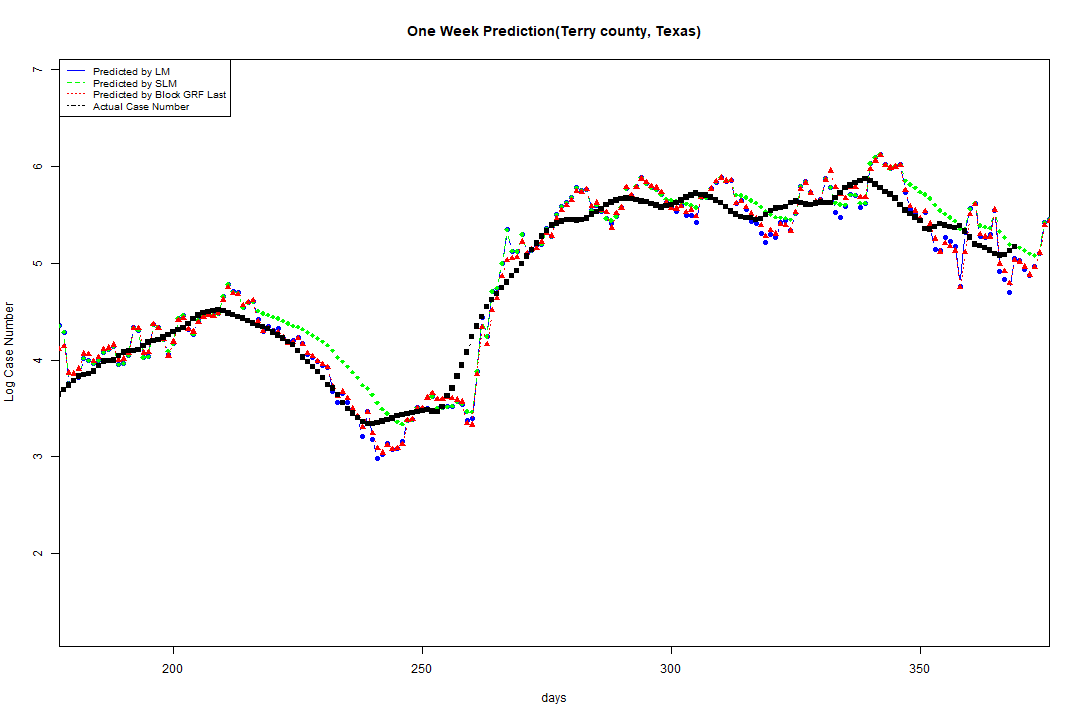 One Week Prediction(Terry county, Texas)
Predicted by LM
Predicted by SLM
Predicted by Block GRF Last
Actual Case Number
7
6
5
4
3
2
Log Case Number
200 250 300 350
days